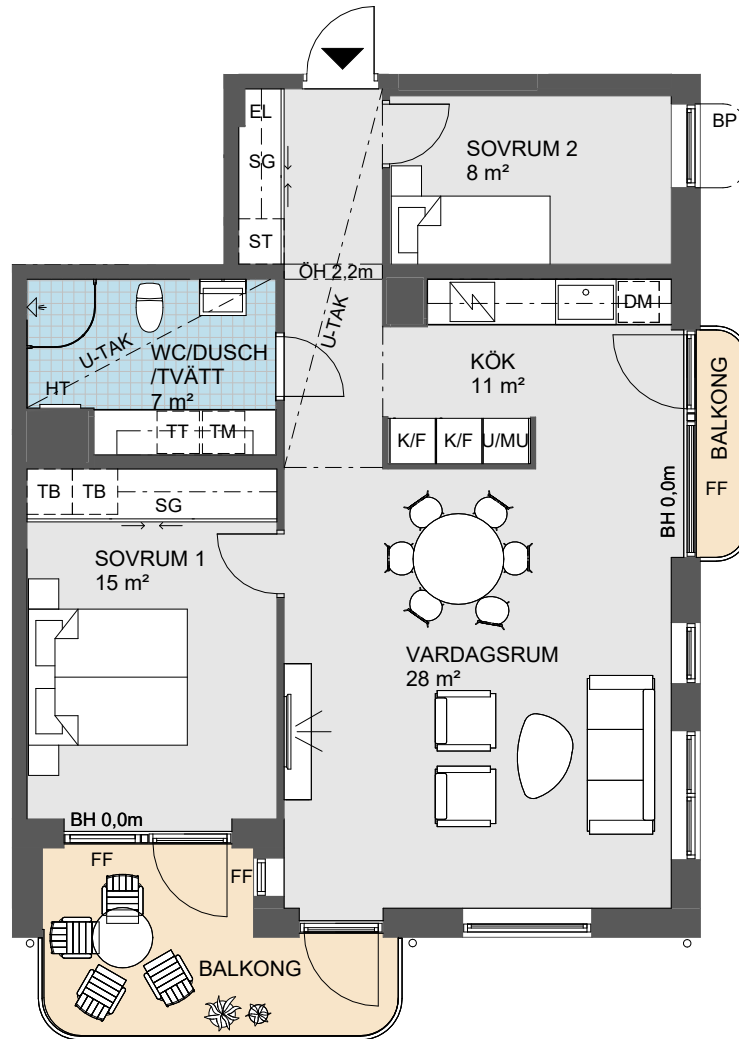 EL
BP
SOVRUM 2
8 m²
SG
ST
ÖH 2,2m
DM
U-TAK
U-TAK
WC/DUSCH
/TVÄTT
7 m²
KÖK
11 m²
HT
BALKONG
TT
TM
K/F
K/F
U/MU
TB
TB
SG
FF
BH 0,0m
SOVRUM 1
15 m²
VARDAGSRUM
28 m²
BH 0,0m
FF
FF
BALKONG